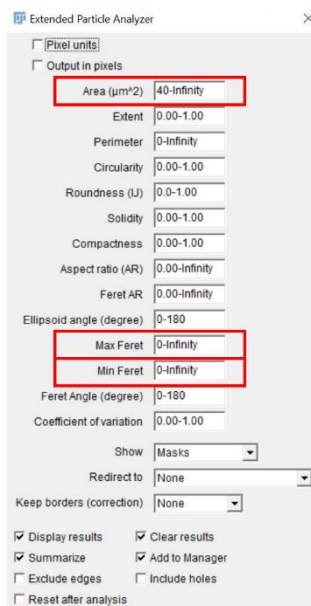 Extended Particle Analyzer
Pixel units
Output in pixels
Area (µm^2) 40-Infinity
Extent 0.00-1.00
Perimeter 0-Infinity
Circularity 0.00-1.00
Roundness (IJ) 0.0-1.00
Solidity 0.00-1.00
Compactness 0.00-1.00
Aspect ratio (AR) 0.00-Infinity
Feret AR 0.00-Infinity
Ellipsoid angle (degree) 0-180
Max Feret 0-Infinity
Min Feret 0-Infinity
Feret Angle (degree) 0-180
Coefficient of variation 0.00-1.00
Show Masks
Redirect to None
Keep borders (correction) None
Display results Clear results
Summarize Add to Manager
Exclude edges Include holes
Reset after analysis